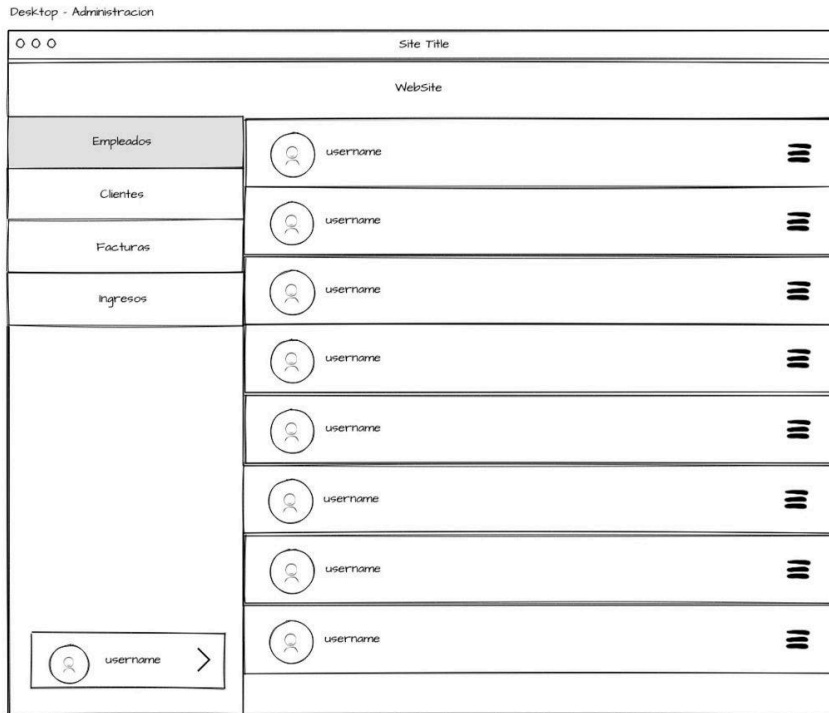 Desktop - Administracion
Site Title
WebSite
Empleados
username
Clientes
username
Facturas
username
Ingresos
username
username
username
username
username
username